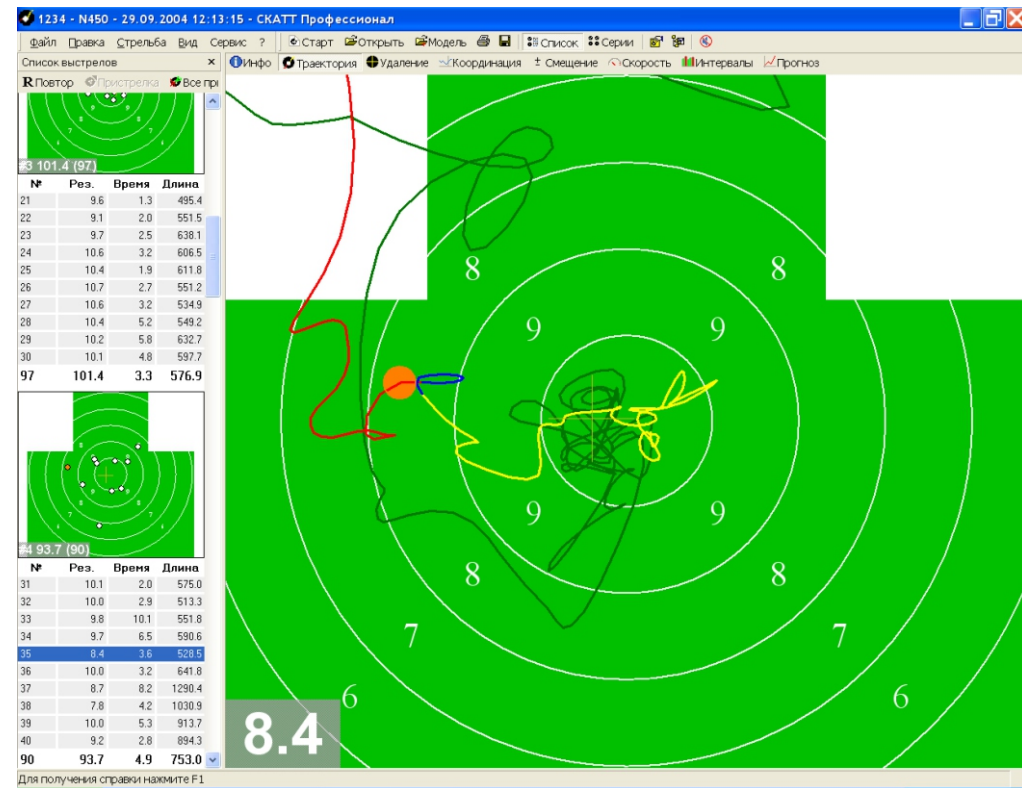 1234 - N450 - 29.09.2004 12:13:15 - СКАТТ Профессионал
Файл Правка Стрельба Вид Сервис ? Старт Открыть Модель Список Серии
Список выстрелов × Инфо Траектория Удаление Координация ± Смещение Скорость Интервалы Прогноз
R Повтор Пристрелка Все при
#3 101.4 (97)
№ Рез. Время Длина
21 9.6 1.3 495.4
22 9.1 2.0 551.5
23 9.7 2.5 638.1
24 10.6 3.2 606.5
25 10.4 1.9 611.8
26 10.7 2.7 551.2
27 10.6 3.2 534.9
28 10.4 5.2 549.2
29 10.2 5.8 632.7
30 10.1 4.8 597.7
97 101.4 3.3 576.9
#4 93.7 (90)
№ Рез. Время Длина
31 10.1 2.0 575.0
32 10.0 2.9 513.3
33 9.8 10.1 551.8
34 9.7 6.5 590.6
35 8.4 3.6 528.5
36 10.0 3.2 641.8
37 8.7 8.2 1290.4
38 7.8 4.2 1030.9
39 10.0 5.3 913.7
40 9.2 2.8 894.3
90 93.7 4.9 753.0
8 8
9 9
9 9
8 8
7 7
6 6
8.4
Для получения справки нажмите F1